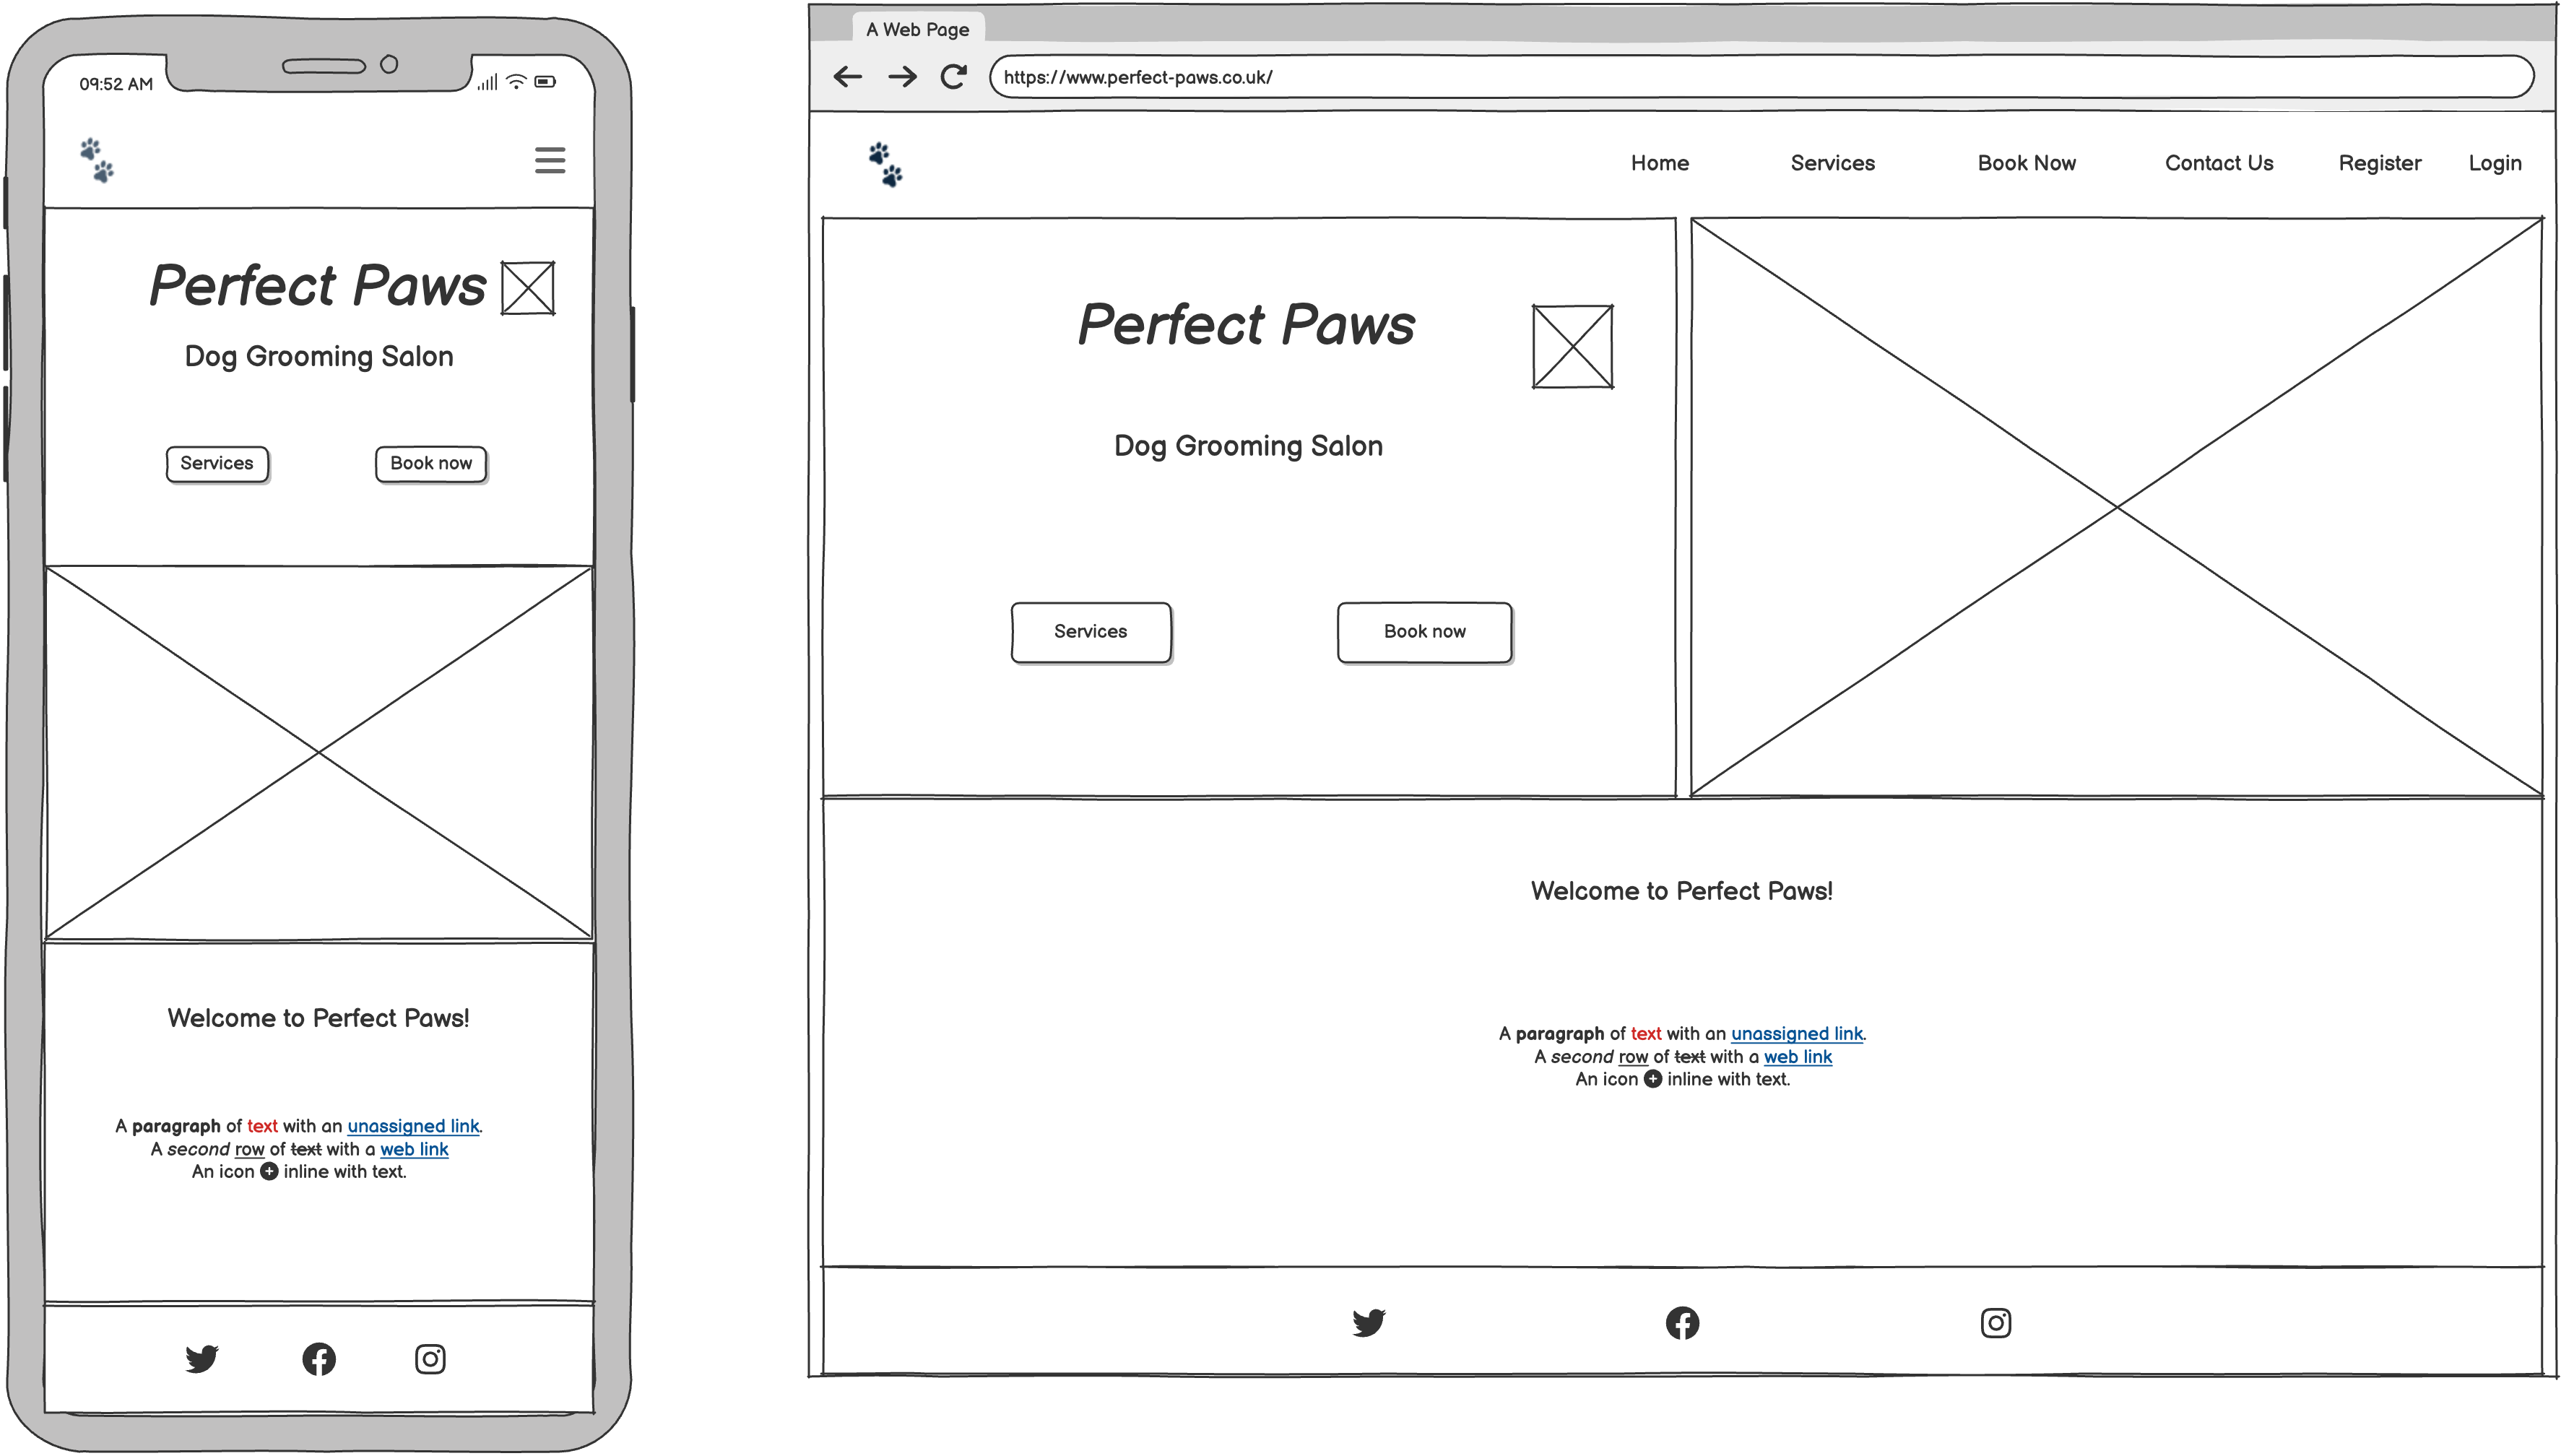 09:52 AM
Perfect Paws
Dog Grooming Salon
Services Book now
Welcome to Perfect Paws!
A paragraph of text with an unassigned link.
A second row of text with a web link
An icon inline with text.
A Web Page
https://www.perfect-paws.co.uk/
Home Services Book Now Contact Us Register Login
Perfect Paws
Dog Grooming Salon
Services Book now
Welcome to Perfect Paws!
A paragraph of text with an unassigned link.
A second row of text with a web link
An icon inline with text.